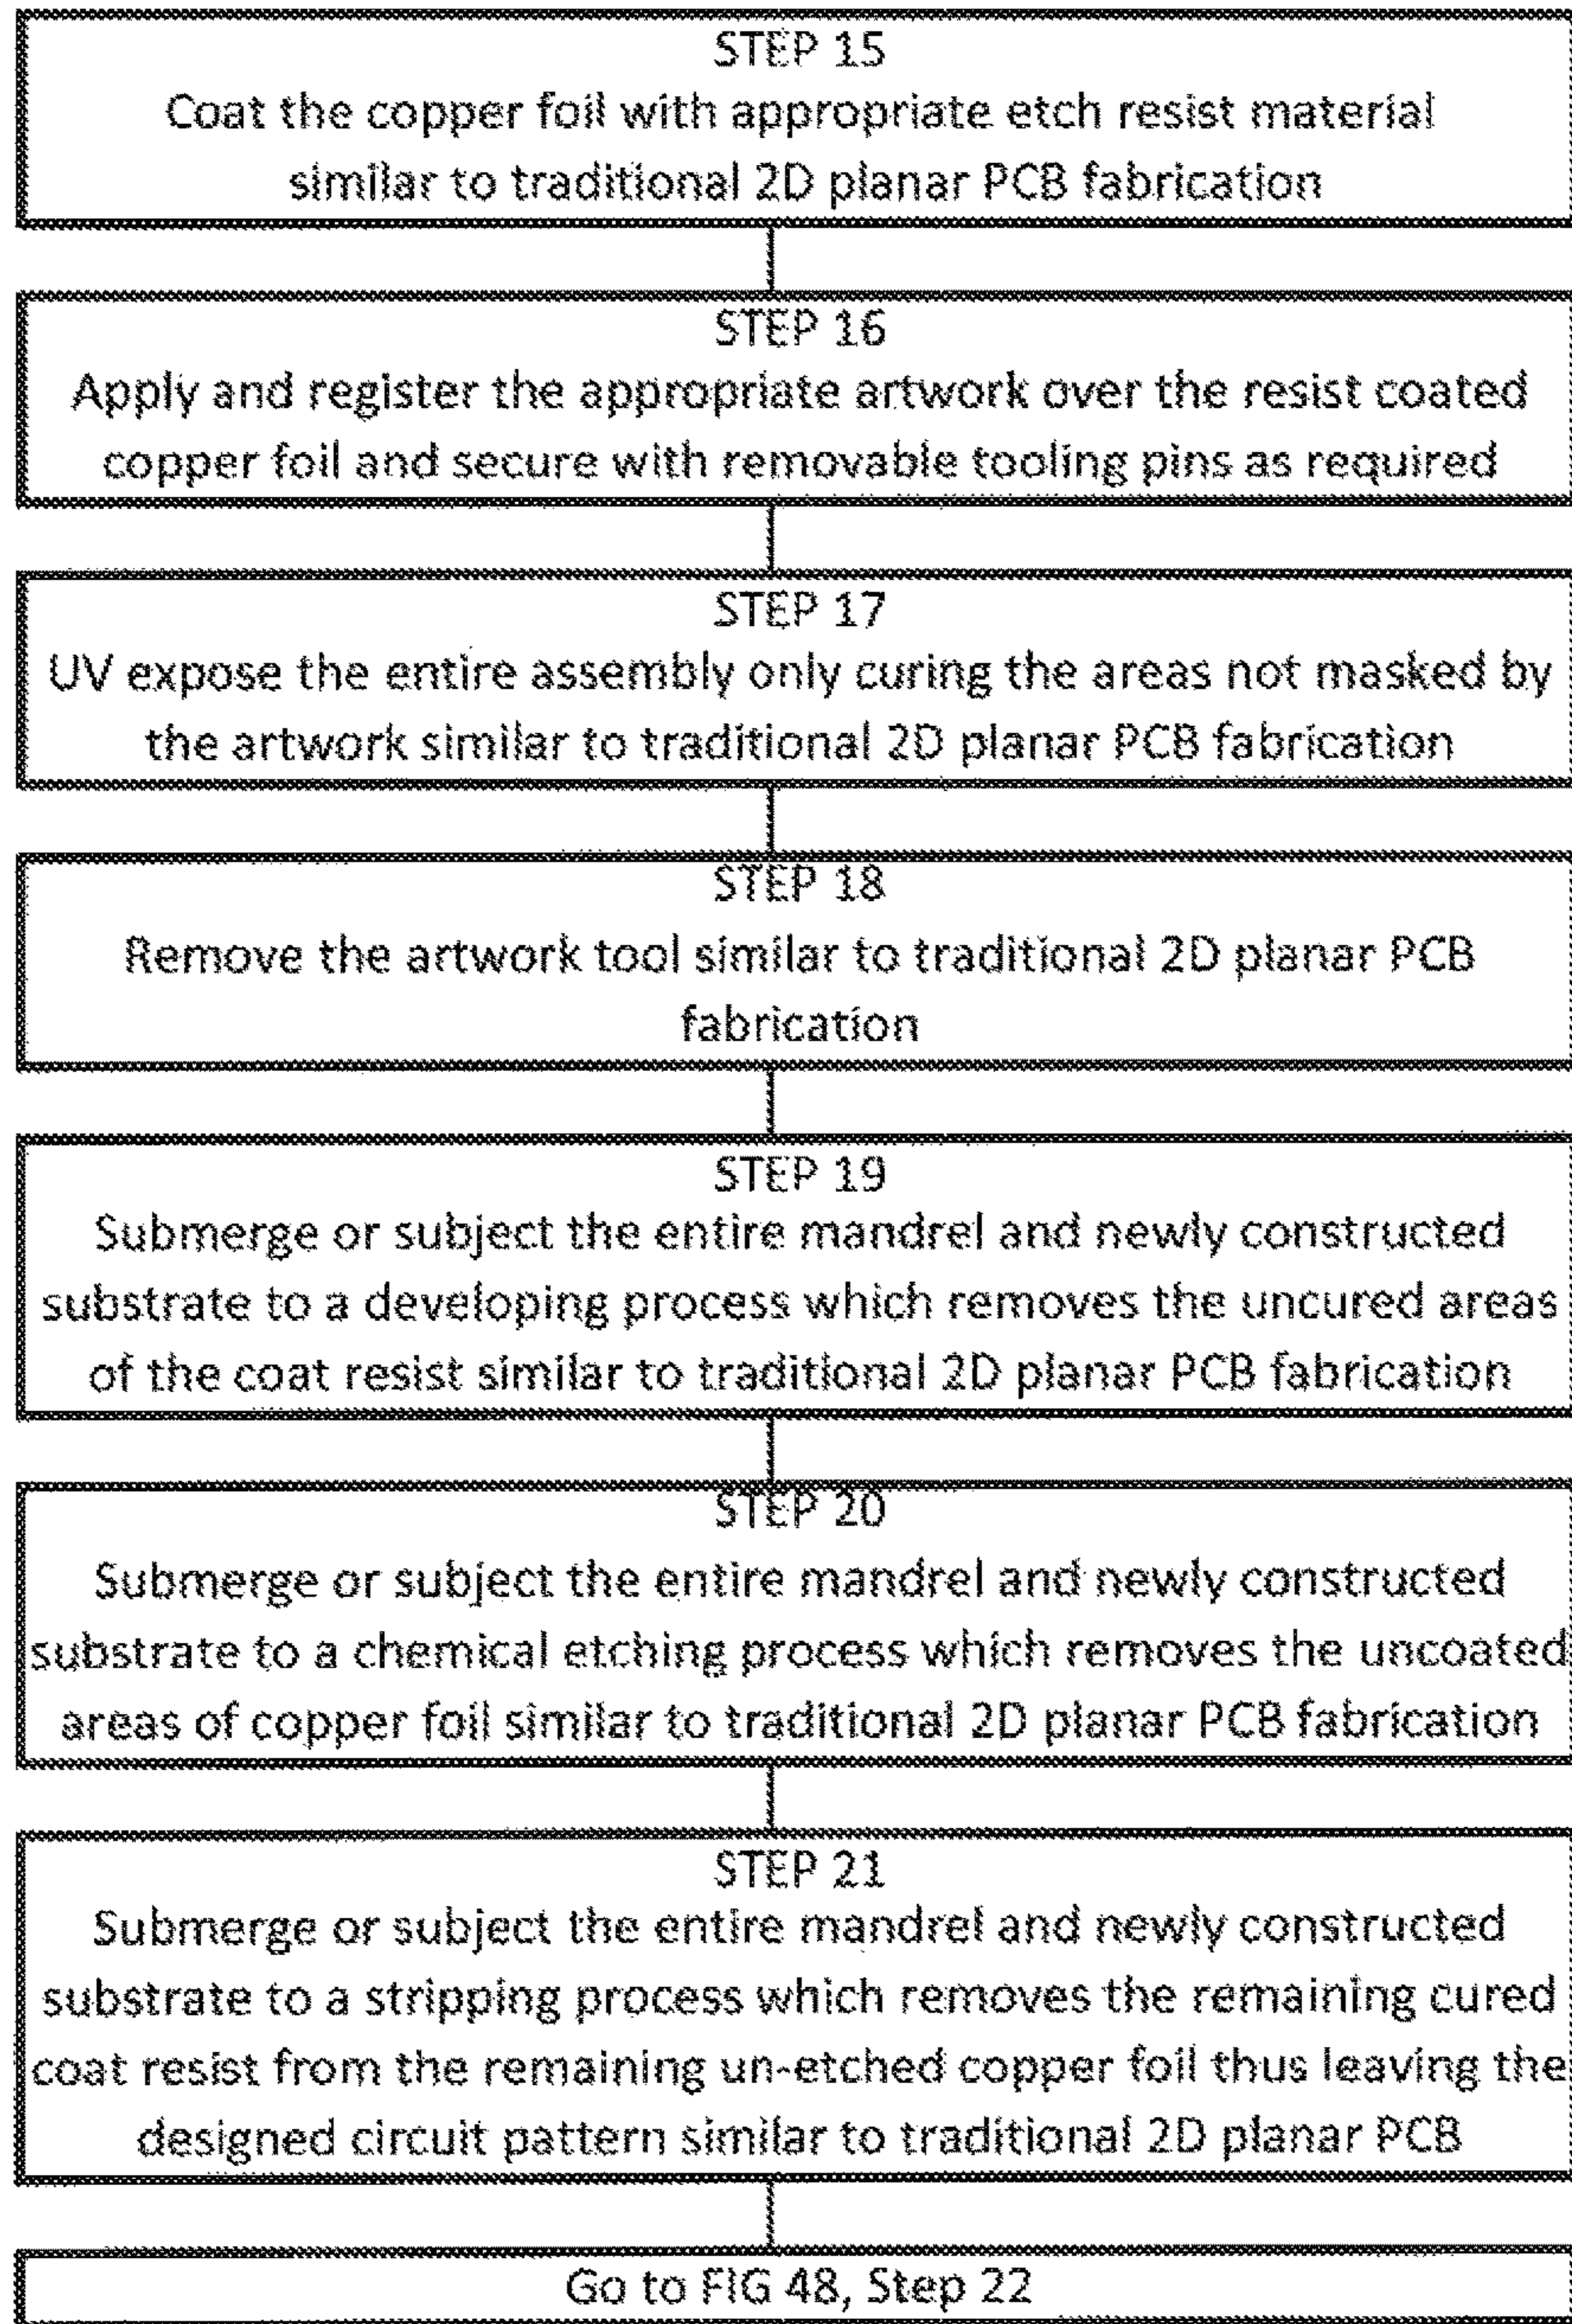 STEP 15
Coat the copper foil with appropriate etch resist material
similar to traditional 2D planar PCB fabrication
STEP 16
Apply and register the appropriate artwork over the resist coated
copper foil and secure with removable tooling pins as required
STEP 17
UV expose the entire assembly only curing the areas not masked by
the artwork similar to traditional 2D planar PCB fabrication
STEP 18
Remove the artwork tool similar to traditional 2D planar PCB
fabrication
STEP 19
Submerge or subject the entire mandrel and newly constructed
substrate to a developing process which removes the uncured areas
of the coat resist similar to traditional 2D planar PCB fabrication
STEP 20
Submerge or subject the entire mandrel and newly constructed
substrate to a chemical etching process which removes the uncoated
areas of copper foil similar to traditional 2D planar PCB fabrication
STEP 21
Submerge or subject the entire mandrel and newly constructed
substrate to a stripping process which removes the remaining cured
coat resist from the remaining un-etched copper foil thus leaving the
designed circuit pattern similar to traditional 2D planar PCB
Go to FIG 48, Step 22